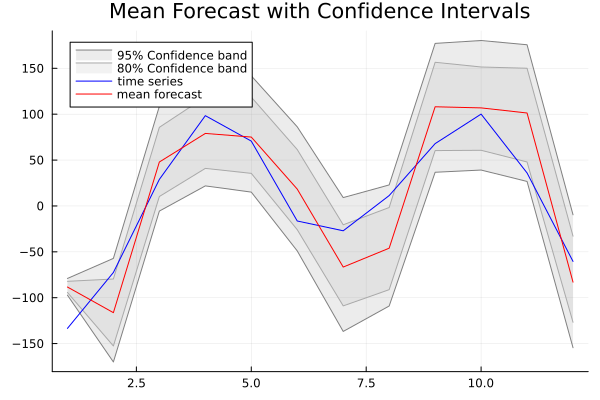 Mean Forecast with Confidence Intervals
95% Confidence band
80% Confidence band
time series
mean forecast
150
100
50
0
−50
−100
−150
2.5
5.0
7.5
10.0